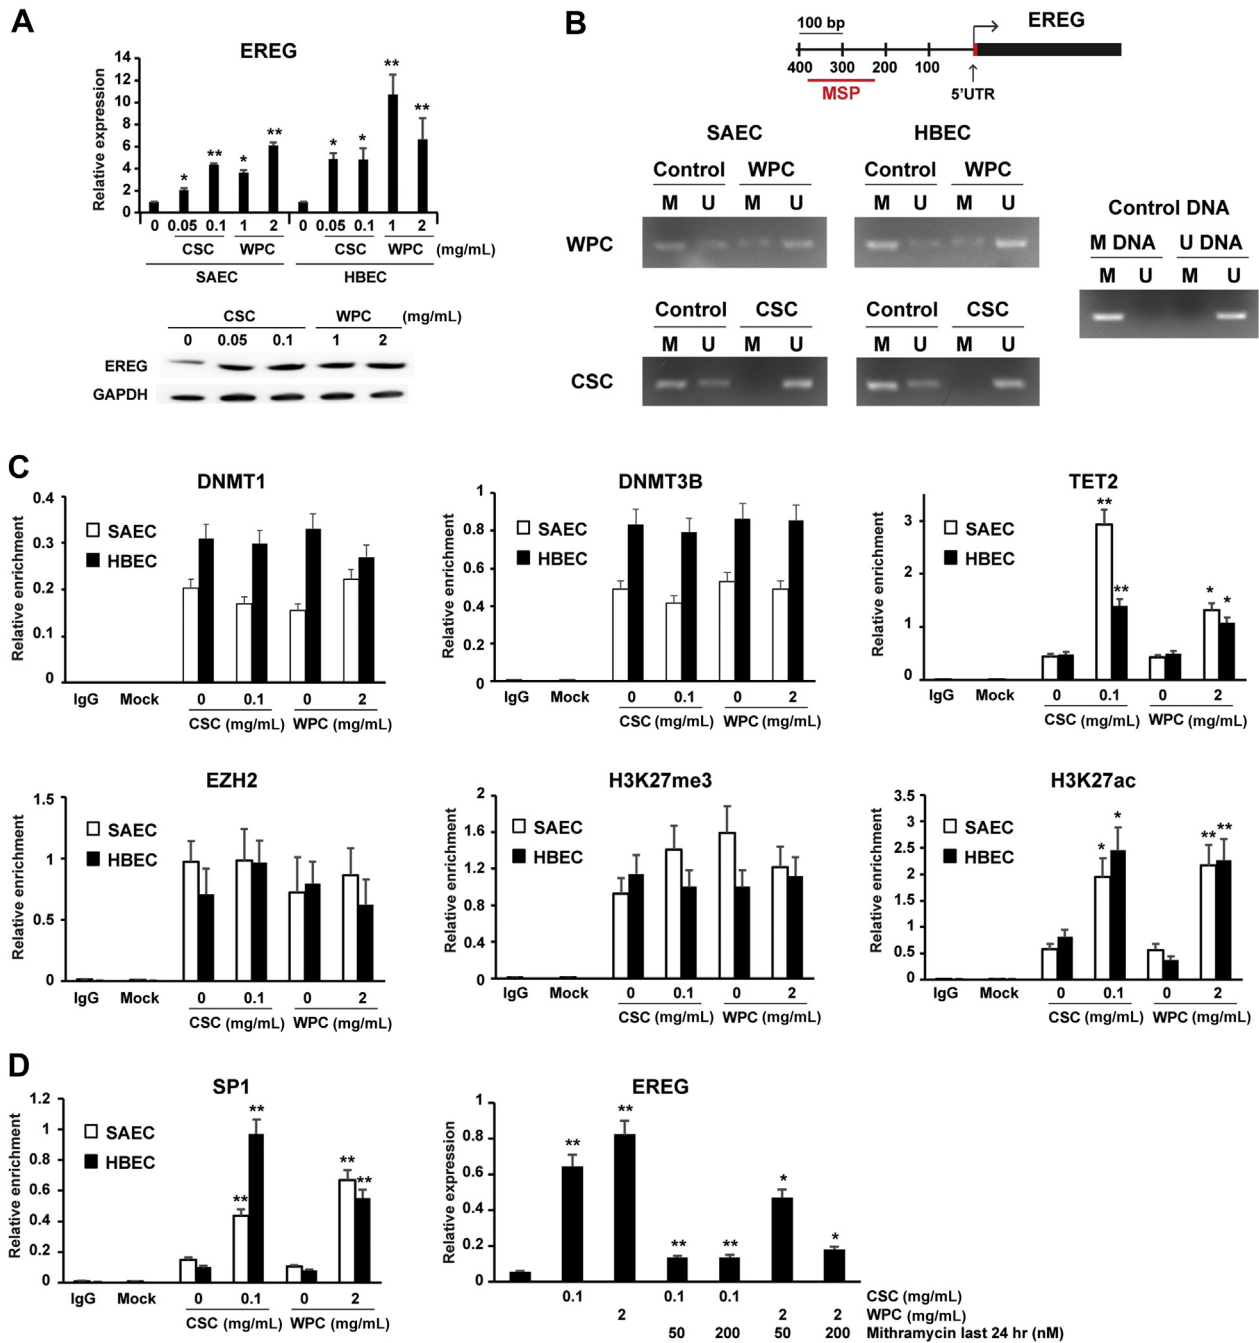 A
EREG
Relative expression
14
12
10
8
6
4
2
0
* ** * ** * * ** **
0 0.05 0.1 1 2 0 0.05 0.1 1 2
CSC WPC CSC WPC (mg/mL)
SAEC HBEC
CSC WPC (mg/mL)
0 0.05 0.1 1 2
EREG
GAPDH
B
100 bp EREG
400 300 200 100
MSP 5'UTR
SAEC HBEC
Control WPC Control WPC
M U M U M U M U
WPC
Control CSC Control CSC
M U M U M U M U
CSC
Control DNA
M DNA U DNA
M U M U
C
DNMT1
Relative enrichment
0.4
0.3
0.2
0.1
0
SAEC
HBEC
IgG Mock 0 0.1 0 2
CSC (mg/mL) WPC (mg/mL)
DNMT3B
Relative enrichment
1
0.8
0.6
0.4
0.2
0
SAEC
HBEC
0 0.1 0 2
IgG Mock CSC (mg/mL) WPC (mg/mL)
TET2
Relative enrichment
3
2
1
0
SAEC
HBEC
** ** * *
IgG Mock 0 0.1 0 2
CSC (mg/mL) WPC (mg/mL)
EZH2
Relative enrichment
1.5
1
0.5
0
SAEC
HBEC
IgG Mock 0 0.1 0 2
CSC (mg/mL) WPC (mg/mL)
H3K27me3
Relative enrichment
2
1.6
1.2
0.8
0.4
0
SAEC
HBEC
IgG Mock 0 0.1 0 2
CSC (mg/mL) WPC (mg/mL)
H3K27ac
Relative enrichment
3.5
3
2.5
2
1.5
1
0.5
0
SAEC
HBEC
* * ** **
IgG Mock 0 0.1 0 2
CSC (mg/mL) WPC (mg/mL)
D
SP1
Relative enrichment
1.2
1
0.8
0.6
0.4
0.2
0
SAEC
HBEC
** ** ** **
IgG Mock 0 0.1 0 2
CSC (mg/mL) WPC (mg/mL)
EREG
Relative expression
1
0.8
0.6
0.4
0.2
0
** ** ** ** * *
0.1 0.1 0.1 CSC (mg/mL)
2 2 2 WPC (mg/mL)
50 200 50 200 Mithramycin last 24 hr (nM)